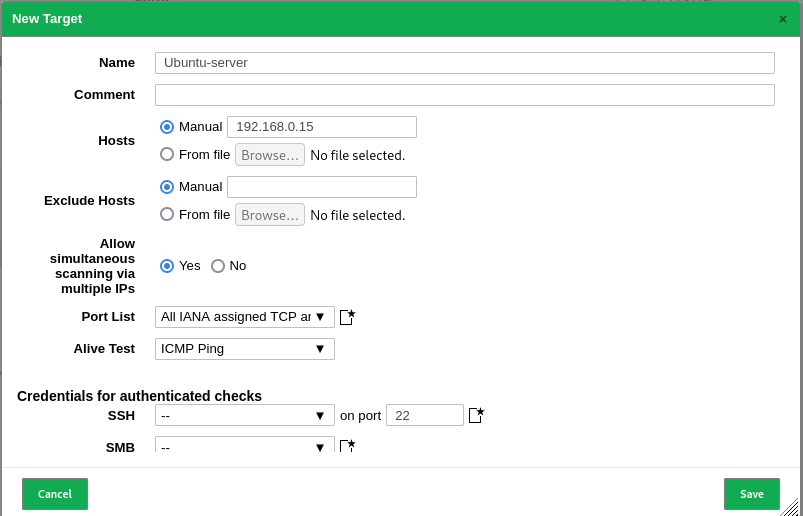 New Target ×
Name Ubuntu-server
Comment
Hosts Manual 192.168.0.15
From file Browse... No file selected.
Exclude Hosts Manual
From file Browse... No file selected.
Allow
simultaneous
scanning via
multiple IPs
Yes No
Port List All IANA assigned TCP ar ▼
Alive Test ICMP Ping ▼
Credentials for authenticated checks
SSH -- ▼ on port 22
SMB -- ▼
Cancel Save